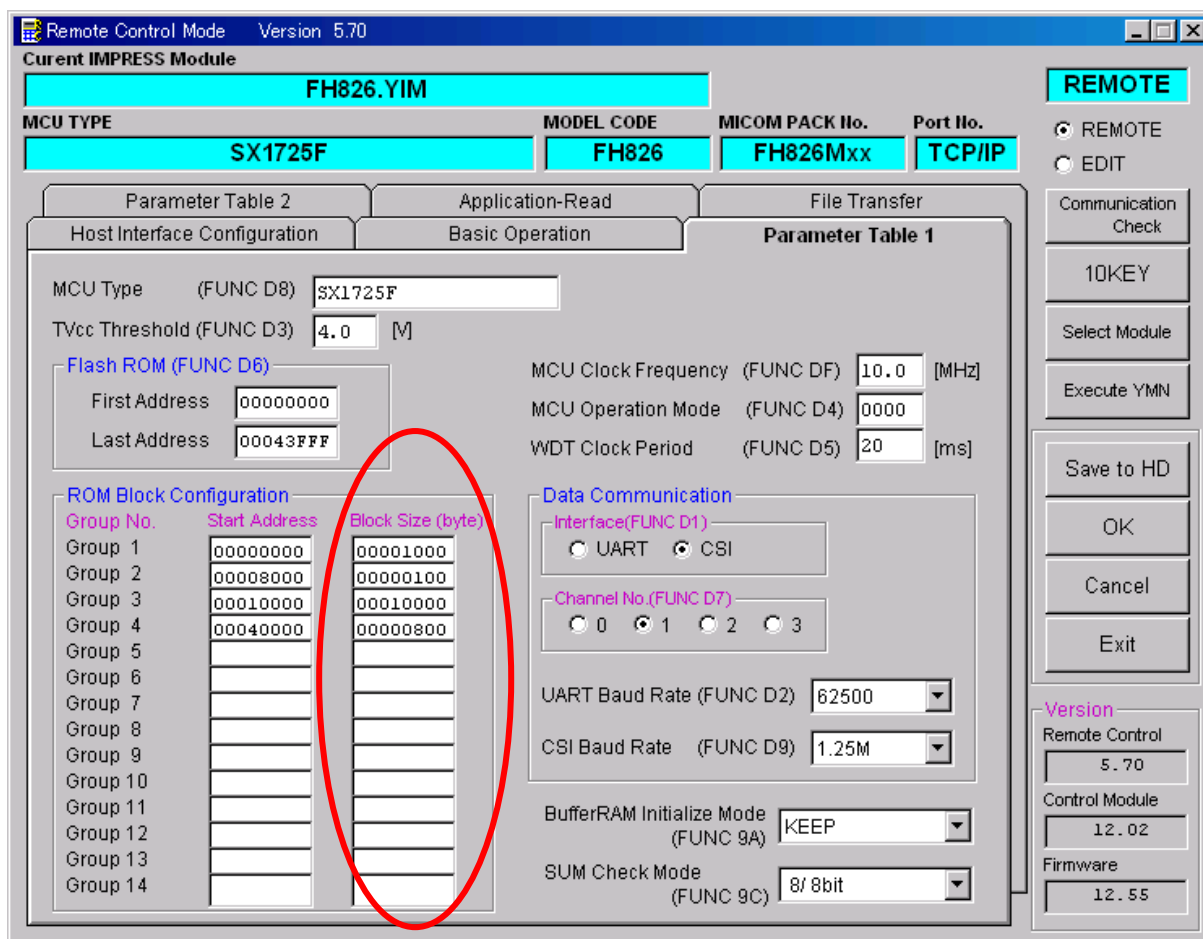 Remote Control Mode Version 5.70
Curent IMPRESS Module
FH826.YIM
REMOTE
MCU TYPE MODEL CODE MICOM PACK No. Port No.
SX1725F FH826 FH826Mxx TCP/IP
REMOTE
EDIT
Parameter Table 2 Application-Read File Transfer
Host Interface Configuration Basic Operation Parameter Table 1
Communication
Check
10KEY
Select Module
Execute YMN
Save to HD
OK
Cancel
Exit
MCU Type (FUNC D8) SX1725F
TVcc Threshold (FUNC D3) 4.0 [V]
Flash ROM (FUNC D6)
First Address 00000000
Last Address 00043FFF
MCU Clock Frequency (FUNC DF) 10.0 [MHz]
MCU Operation Mode (FUNC D4) 0000
WDT Clock Period (FUNC D5) 20 [ms]
ROM Block Configuration
Group No. Start Address Block Size (byte)
Group 1 00000000 00001000
Group 2 00008000 00000100
Group 3 00010000 00010000
Group 4 00040000 00000800
Group 5
Group 6
Group 7
Group 8
Group 9
Group 10
Group 11
Group 12
Group 13
Group 14
Data Communication
Interface(FUNC D1)
UART CSI
Channel No.(FUNC D7)
0 1 2 3
UART Baud Rate (FUNC D2) 62500
CSI Baud Rate (FUNC D9) 1.25M
BufferRAM Initialize Mode
(FUNC 9A) KEEP
SUM Check Mode
(FUNC 9C) 8/ 8bit
Version
Remote Control
5.70
Control Module
12.02
Firmware
12.55